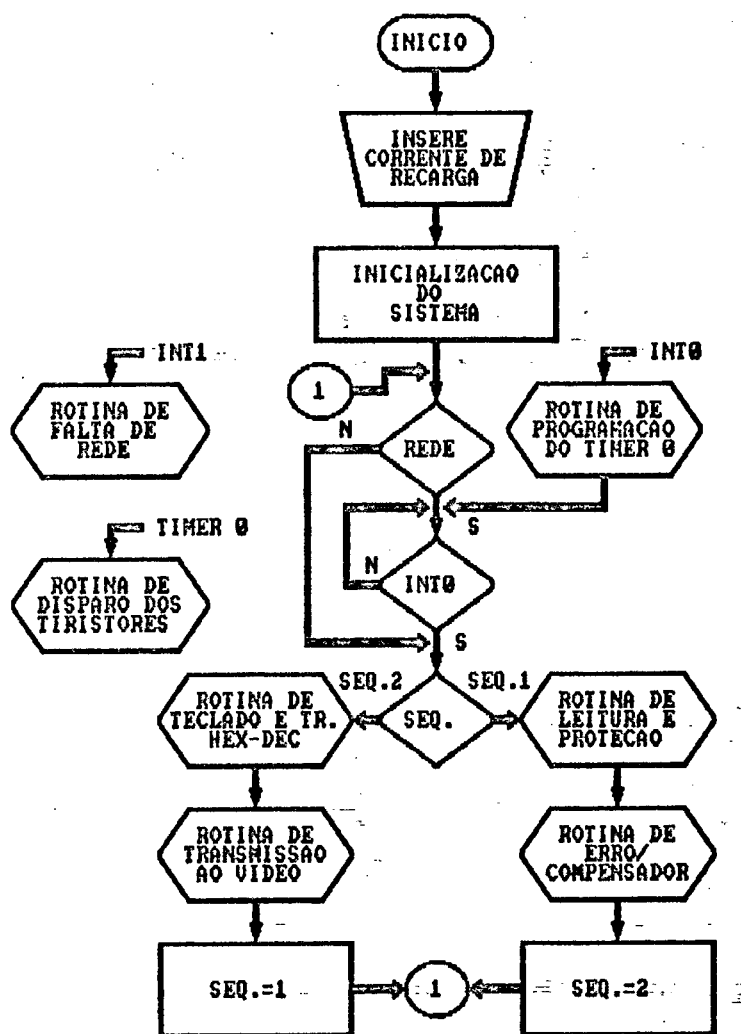 INICIO
INSERE
CORRENTE DE
RECARGA
INICIALIZACAO
DO
SISTEMA
INT1
ROTINA DE
FALTA DE
REDE
1
INT0
ROTINA DE
PROGRAMACAO
DO TIMER 0
N
REDE
S
TIMER 0
ROTINA DE
DISPARO DOS
TIRISTORES
N
INT0
S
SEQ.2
SEQ.
SEQ.1
ROTINA DE
TECLADO E TR.
HEX-DEC
ROTINA DE
LEITURA E
PROTECAO
ROTINA DE
TRANSMISSAO
AO VIDEO
ROTINA DE
ERRO/
COMPENSADOR
SEQ.=1
1
SEQ.=2